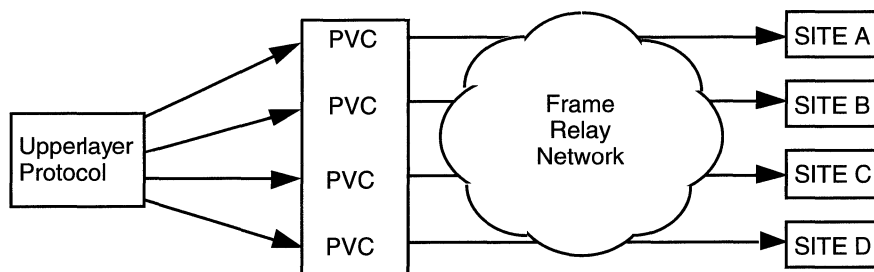 Upperlayer
Protocol
PVC
PVC
PVC
PVC
Frame
Relay
Network
SITE A
SITE B
SITE C
SITE D